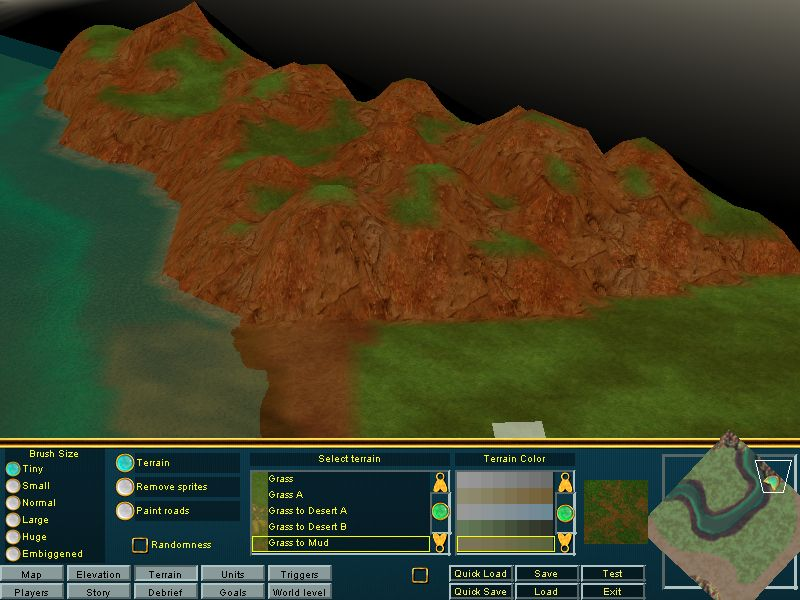 Brush Size
Tiny
Small
Normal
Large
Huge
Embiggened
Terrain
Remove sprites
Paint roads
Randomness
Select terrain
Grass
Grass A
Grass to Desert A
Grass to Desert B
Grass to Mud
Terrain Color
Map
Elevation
Terrain
Units
Triggers
Players
Story
Debrief
Goals
World level
Quick Load
Save
Test
Quick Save
Load
Exit